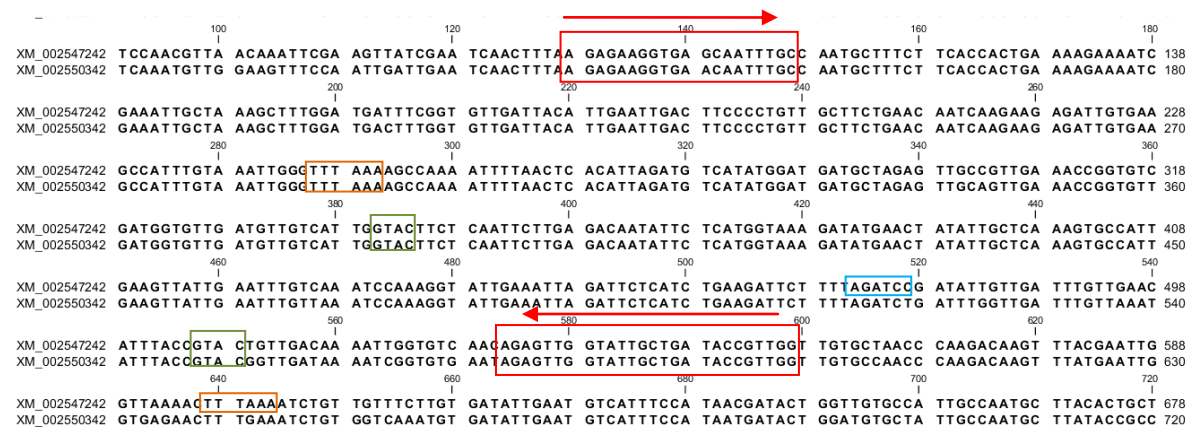 100 120 140 160 180
XM_002547242 TCCAACGTTA ACAAATTCGA AGTTATCGAA TCAACTTTAA GAGAAGGTGA GCAATTTGCC AATGCTTTCT TCACCACTGA AAAGAAAATC 138
XM_002550342 TCAAATGTTG GAAGTTTCCA ATTGATTGAA TCAACTTTAA GAGAAGGTGA ACAATTTGCC AATGCTTTCT TCACCACTGA AAAGAAAATC 180
200 220 240 260
XM_002547242 GAAATTGCTA AAGCTTTGGA TGATTTCGGT GTTGATTACA TTGAATTGAC TTCCCCTGTT GCTTCTGAAC AATCAAGAAG AGATTGTGAA 228
XM_002550342 GAAATTGCTA AAGCTTTGGA TGACTTTGGT GTTGATTACA TTGAATTGAC TTCCCCTGTT GCTTCTGAAC AATCAAGAAG AGATTGTGAA 270
280 300 320 340 360
XM_002547242 GCCATTTGTA AATTGGGTTT AAAAGCCAAA ATTTTAACTC ACATTAGATG TCATATGGAT GATGCTAGAG TTGCCGTTGA AACCGGTGTC 318
XM_002550342 GCCATTTGTA AATTGGGTTT AAAAGCCAAA ATTTTAACTC ACATTAGATG TCATATGGAT GATGCTAGAG TTGCAGTTGA AACCGGTGTT 360
380 400 420 440
XM_002547242 GATGGTGTTG ATGTTGTCAT TGGTACTTCT CAATTCTTGA GACAATATTC TCATGGTAAA GATATGAACT ATATTGCTCA AAGTGCCATT 408
XM_002550342 GATGGTGTTG ATGTTGTCAT TGGTACTTCT CAATTCTTGA GACAATATTC TCATGGTAAA GATATGAACT ATATTGCTCA AAGTGCCATT 450
460 480 500 520 540
XM_002547242 GAAGTTATTG AATTTGTCAA ATCCAAAGGT ATTGAAATTA GATTCTCATC TGAAGATTCT TTTAGATCCG ATATTGTTGA TTTGTTGAAC 498
XM_002550342 GAAGTTATTG AATTTGTTAA ATCCAAAGGT ATTGAAATTA GATTCTCATC TGAAGATTCT TTTAGATCTG ATTTGGTTGA TTTGTTAAAT 540
560 580 600 620
XM_002547242 ATTTACCGTA CTGTTGACAA AATTGGTGTC AACAGAGTTG GTATTGCTGA TACCGTTGGT TGTGCTAACC CAAGACAAGT TTACGAATTG 588
XM_002550342 ATTTACCGTA CGGTTGATAA AATCGGTGTG AATAGAGTTG GTATTGCTGA TACCGTTGGT TGTGCCAACC CAAGACAAGT TTATGAATTG 630
640 660 680 700 720
XM_002547242 GTTAAAACTT TAAAATCTGT TGTTTCTTGT GATATTGAAT GTCATTTCCA TAACGATACT GGTTGTGCCA TTGCCAATGC TTACACTGCT 678
XM_002550342 GTGAGAACTT TGAAATCTGT GGTCAAATGT GATATTGAAT GTCATTTCCA TAATGATACT GGATGTGCTA TTGCCAATGC TTATACCGCC 720